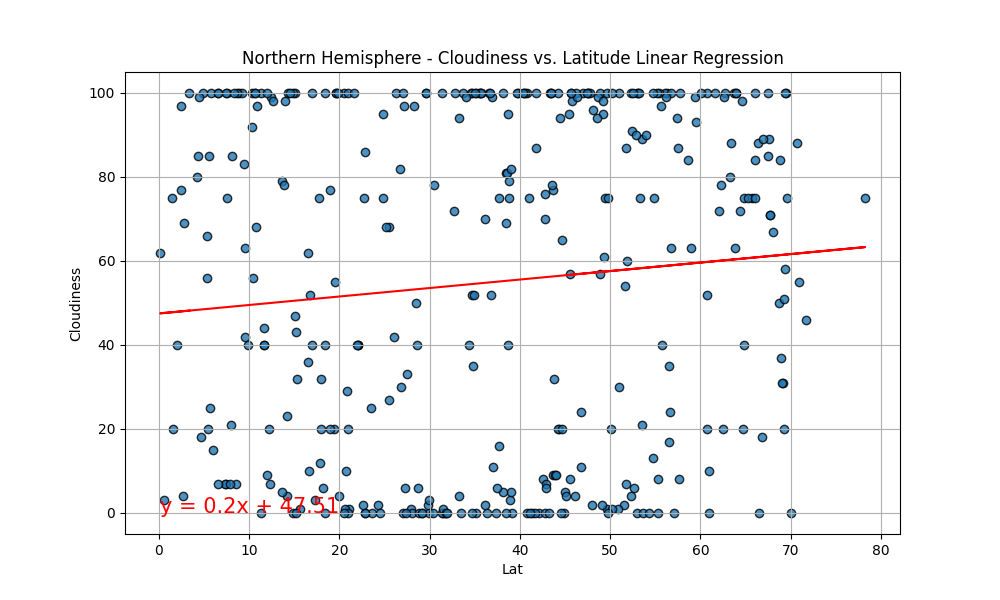 Northern Hemisphere - Cloudiness vs. Latitude Linear Regression
100
80
60
40
20
0
Cloudiness
y = 0.2x + 47.51
0 10 20 30 40 50 60 70 80
Lat